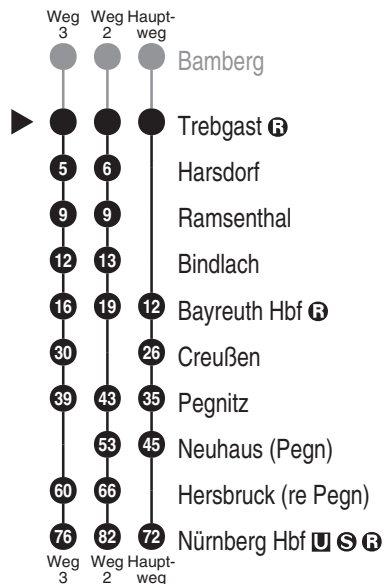 Weg 3 Weg 2 Haupt-weg
Bamberg
Trebgast R
5 6 Harsdorf
9 9 Ramsenthal
12 13 Bindlach
16 19 12 Bayreuth Hbf R
30 26 Creußen
39 43 35 Pegnitz
53 45 Neuhaus (Pegn)
60 66 Hersbruck (re Pegn)
76 82 72 Nürnberg Hbf U S R
Weg 3 Weg 2 Haupt-weg